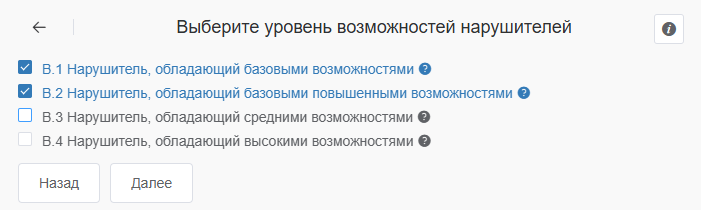 Выберите уровень возможностей нарушителей
В.1 Нарушитель, обладающий базовыми возможностями
В.2 Нарушитель, обладающий базовыми повышенными возможностями
В.3 Нарушитель, обладающий средними возможностями
В.4 Нарушитель, обладающий высокими возможностями
Назад Далее